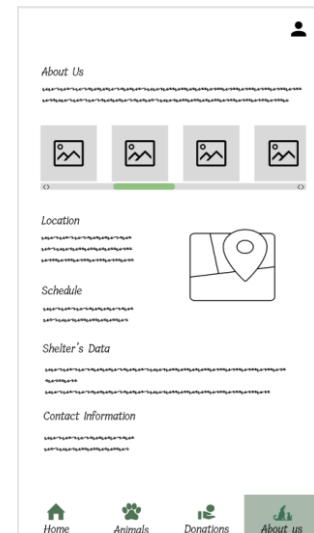 About Us
Location
Schedule
Shelter's Data
Contact Information
Home Animals Donations About us